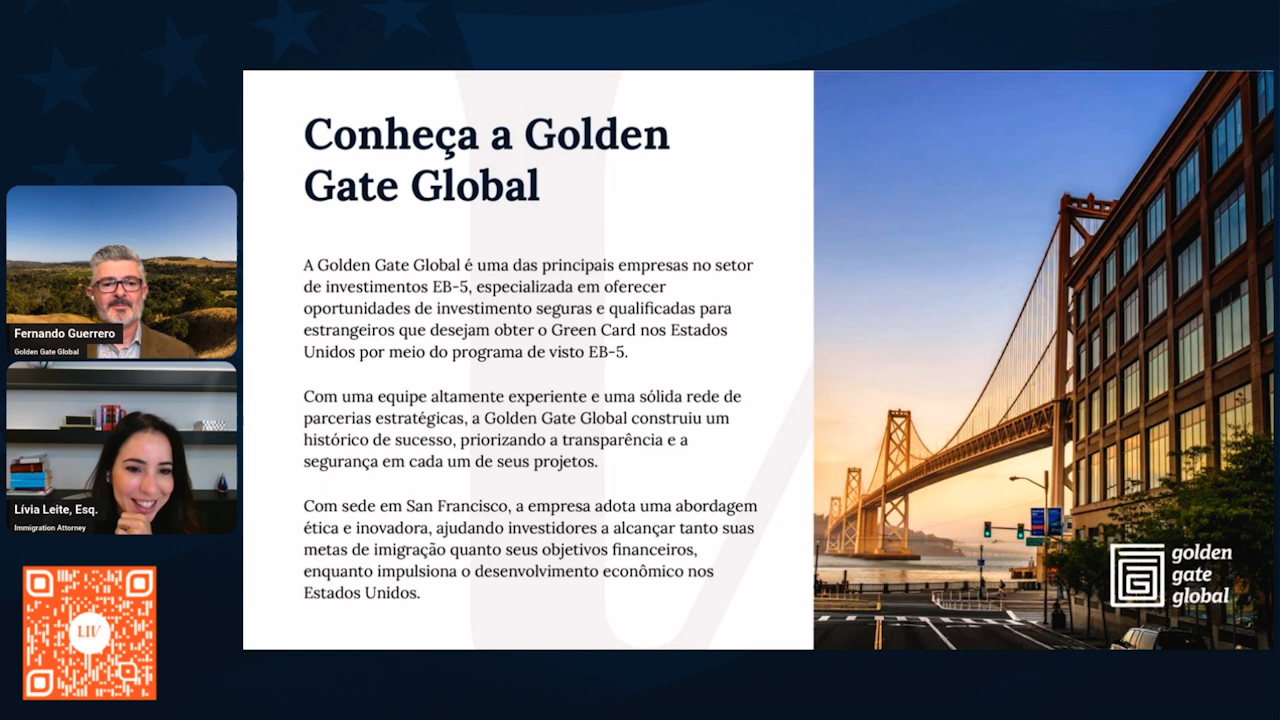 Conheça a Golden
Gate Global
A Golden Gate Global é uma das principais empresas no setor
de investimentos EB-5, especializada em oferecer
oportunidades de investimento seguras e qualificadas para
estrangeiros que desejam obter o Green Card nos Estados
Unidos por meio do programa de visto EB-5.
Com uma equipe altamente experiente e uma sólida rede de
parcerias estratégicas, a Golden Gate Global construiu um
histórico de sucesso, priorizando a transparência e a
segurança em cada um de seus projetos.
Com sede em San Francisco, a empresa adota uma abordagem
ética e inovadora, ajudando investidores a alcançar tanto suas
metas de imigração quanto seus objetivos financeiros,
enquanto impulsiona o desenvolvimento econômico nos
Estados Unidos.
golden
gate
global
Fernando Guerrero
Golden Gate Global
Lívia Leite, Esq.
Immigration Attorney
LIV